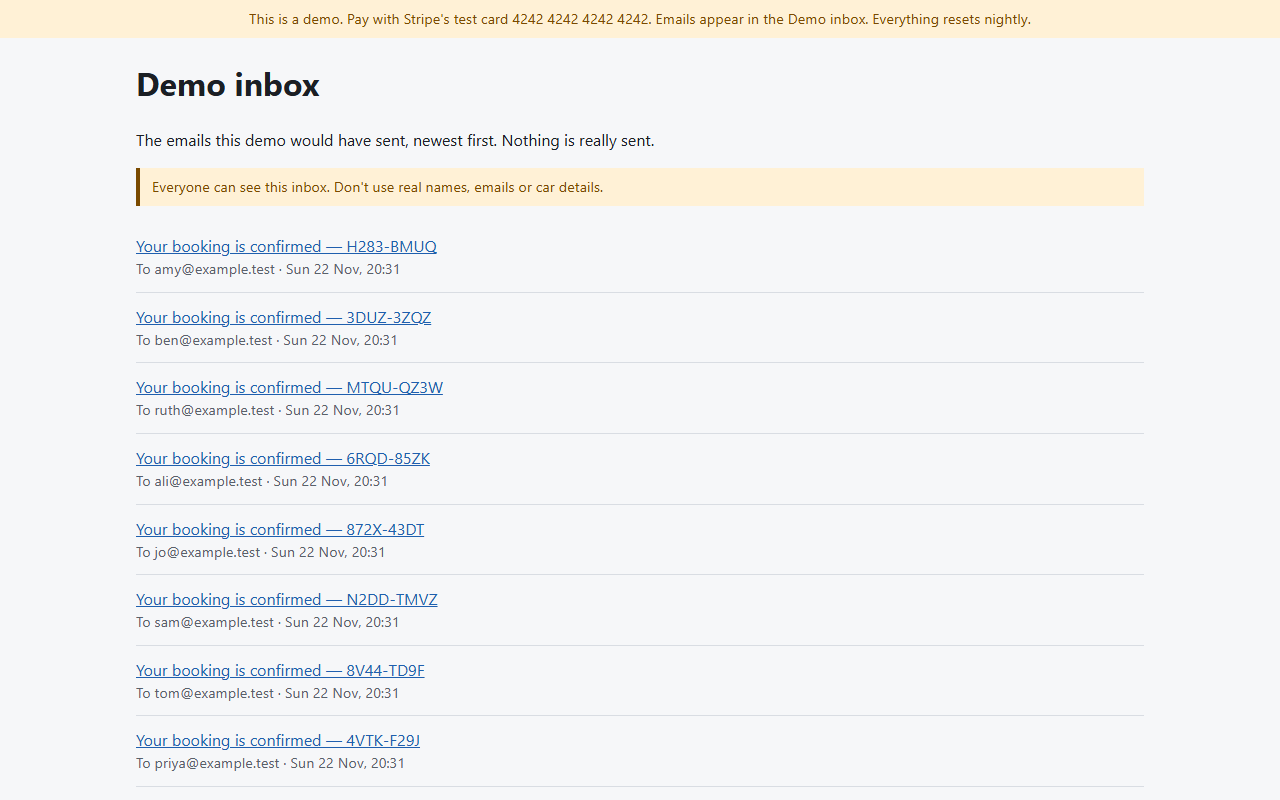 This is a demo. Pay with Stripe's test card 4242 4242 4242 4242. Emails appear in the Demo inbox. Everything resets nightly.
Demo inbox
The emails this demo would have sent, newest first. Nothing is really sent.
Everyone can see this inbox. Don't use real names, emails or car details.
Your booking is confirmed — H283-BMUQ
To amy@example.test · Sun 22 Nov, 20:31
Your booking is confirmed — 3DUZ-3ZQZ
To ben@example.test · Sun 22 Nov, 20:31
Your booking is confirmed — MTQU-QZ3W
To ruth@example.test · Sun 22 Nov, 20:31
Your booking is confirmed — 6RQD-85ZK
To ali@example.test · Sun 22 Nov, 20:31
Your booking is confirmed — 872X-43DT
To jo@example.test · Sun 22 Nov, 20:31
Your booking is confirmed — N2DD-TMVZ
To sam@example.test · Sun 22 Nov, 20:31
Your booking is confirmed — 8V44-TD9F
To tom@example.test · Sun 22 Nov, 20:31
Your booking is confirmed — 4VTK-F29J
To priya@example.test · Sun 22 Nov, 20:31